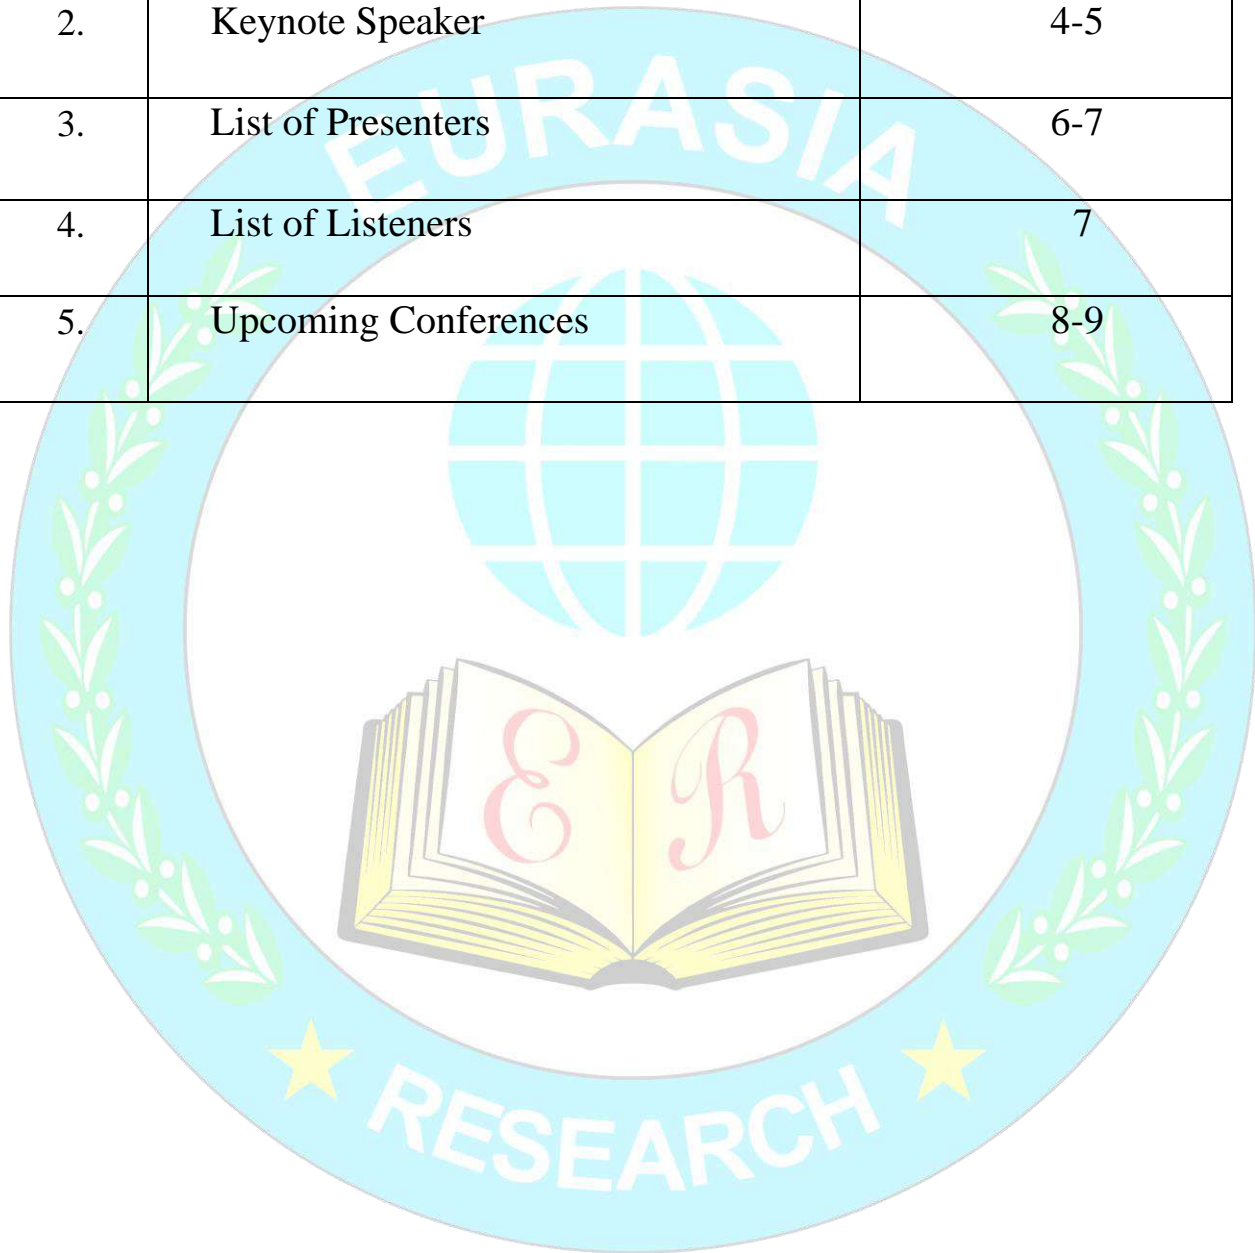 2. Keynote Speaker 4-5
3. List of Presenters 6-7
4. List of Listeners 7
5. Upcoming Conferences 8-9
EURASIA
E R
RESEARCH